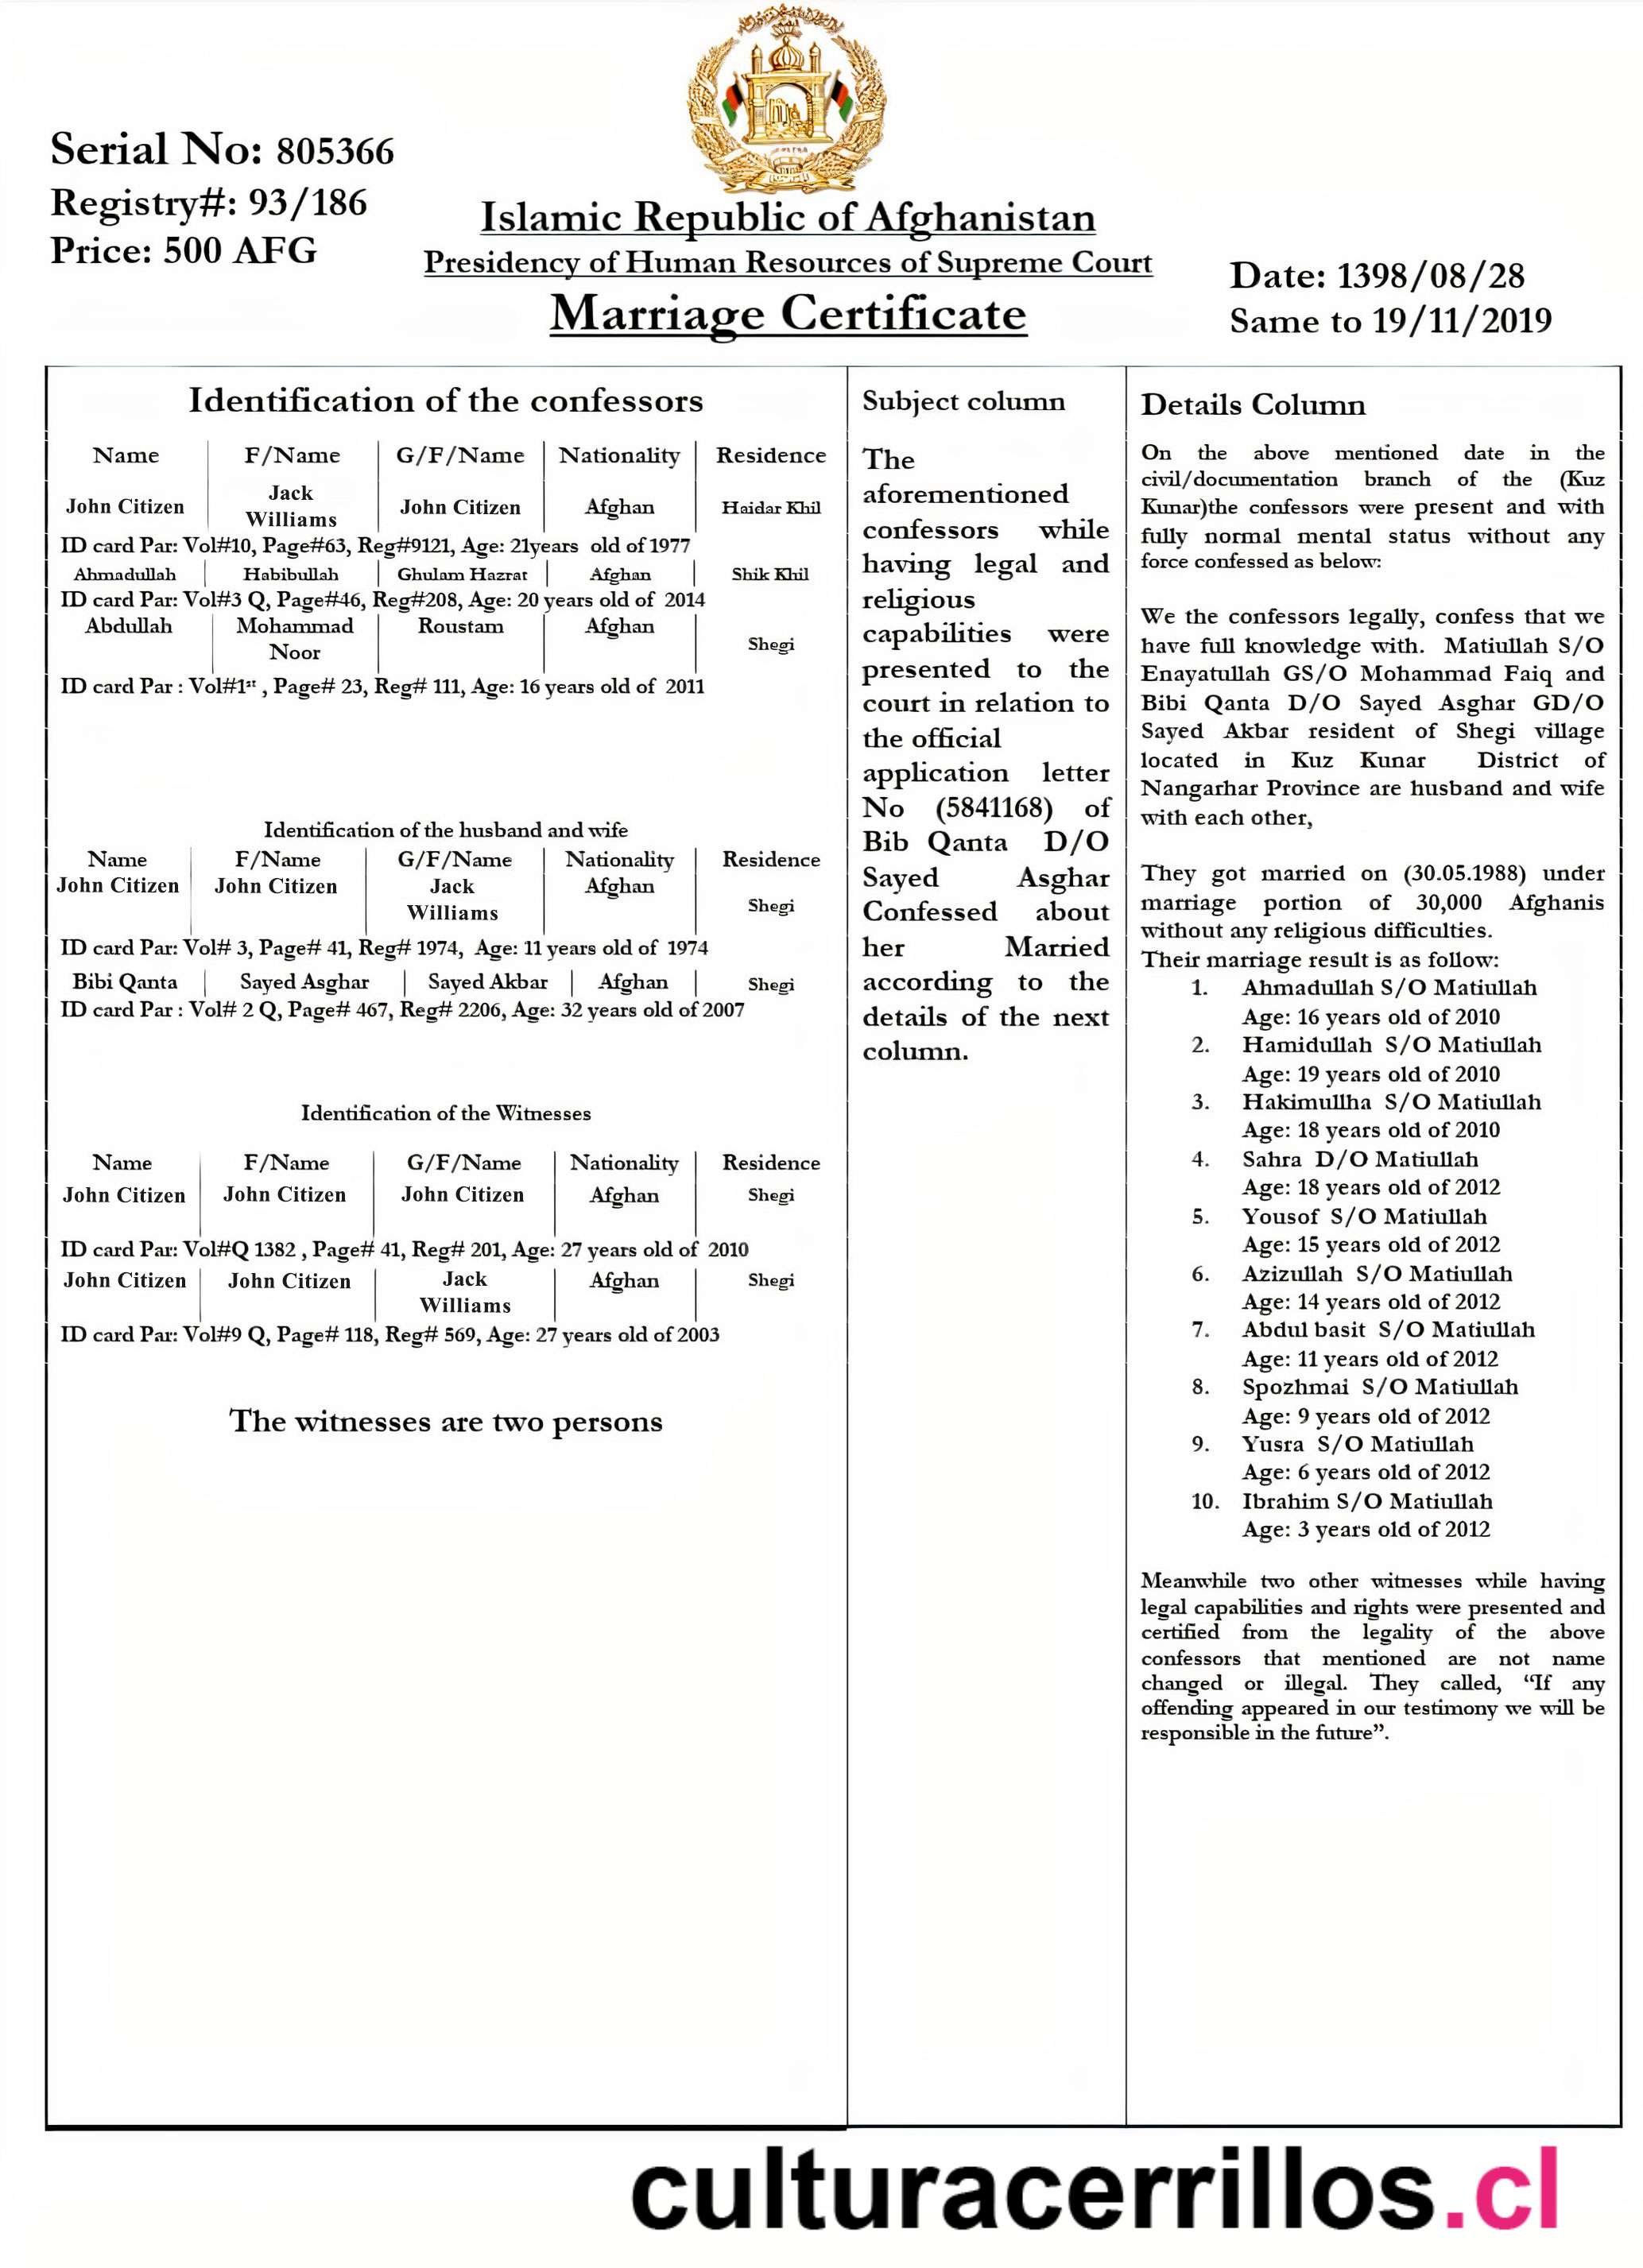 Serial No: 805366
Registry#: 93/186
Price: 500 AFG
Islamic Republic of Afghanistan
Presidency of Human Resources of Supreme Court
Marriage Certificate
Date: 1398/08/28
Same to 19/11/2019
Identification of the confessors
Name F/Name G/F/Name Nationality Residence
John Citizen Jack Williams John Citizen Afghan Haidar Khil
ID card Par: Vol#10, Page#63, Reg#9121, Age: 21years old of 1977
Ahmadullah Habibullah Ghulam Hazrat Afghan Shik Khil
ID card Par: Vol#3 Q, Page#46, Reg#208, Age: 20 years old of 2014
Abdullah Mohammad Noor Roustam Afghan Shegi
ID card Par : Vol#1st , Page# 23, Reg# 111, Age: 16 years old of 2011
Identification of the husband and wife
Name F/Name G/F/Name Nationality Residence
John Citizen John Citizen Jack Williams Afghan Shegi
ID card Par: Vol# 3, Page# 41, Reg# 1974, Age: 11 years old of 1974
Bibi Qanta Sayed Asghar Sayed Akbar Afghan Shegi
ID card Par : Vol# 2 Q, Page# 467, Reg# 2206, Age: 32 years old of 2007
Identification of the Witnesses
Name F/Name G/F/Name Nationality Residence
John Citizen John Citizen John Citizen Afghan Shegi
ID card Par: Vol#Q 1382 , Page# 41, Reg# 201, Age: 27 years old of 2010
John Citizen John Citizen Jack Williams Afghan Shegi
ID card Par: Vol#9 Q, Page# 118, Reg# 569, Age: 27 years old of 2003
The witnesses are two persons
Subject column
The
aforementioned
confessors while
having legal and
religious
capabilities were
presented to the
court in relation to
the official
application letter
No (5841168) of
Bib Qanta D/O
Sayed Asghar
Confessed about
her Married
according to the
details of the next
column.
Details Column
On the above mentioned date in the
civil/documentation branch of the (Kuz
Kunar)the confessors were present and with
fully normal mental status without any
force confessed as below:
We the confessors legally, confess that we
have full knowledge with. Matiullah S/O
Enayatullah GS/O Mohammad Faiq and
Bibi Qanta D/O Sayed Asghar GD/O
Sayed Akbar resident of Shegi village
located in Kuz Kunar District of
Nangarhar Province are husband and wife
with each other,
They got married on (30.05.1988) under
marriage portion of 30,000 Afghanis
without any religious difficulties.
Their marriage result is as follow:
1. Ahmadullah S/O Matiullah
Age: 16 years old of 2010
2. Hamidullah S/O Matiullah
Age: 19 years old of 2010
3. Hakimullha S/O Matiullah
Age: 18 years old of 2010
4. Sahra D/O Matiullah
Age: 18 years old of 2012
5. Yousof S/O Matiullah
Age: 15 years old of 2012
6. Azizullah S/O Matiullah
Age: 14 years old of 2012
7. Abdul basit S/O Matiullah
Age: 11 years old of 2012
8. Spozhmai S/O Matiullah
Age: 9 years old of 2012
9. Yusra S/O Matiullah
Age: 6 years old of 2012
10. Ibrahim S/O Matiullah
Age: 3 years old of 2012
Meanwhile two other witnesses while having
legal capabilities and rights were presented and
certified from the legality of the above
confessors that mentioned are not name
changed or illegal. They called, “If any
offending appeared in our testimony we will be
responsible in the future”.
culturacerrillos.cl